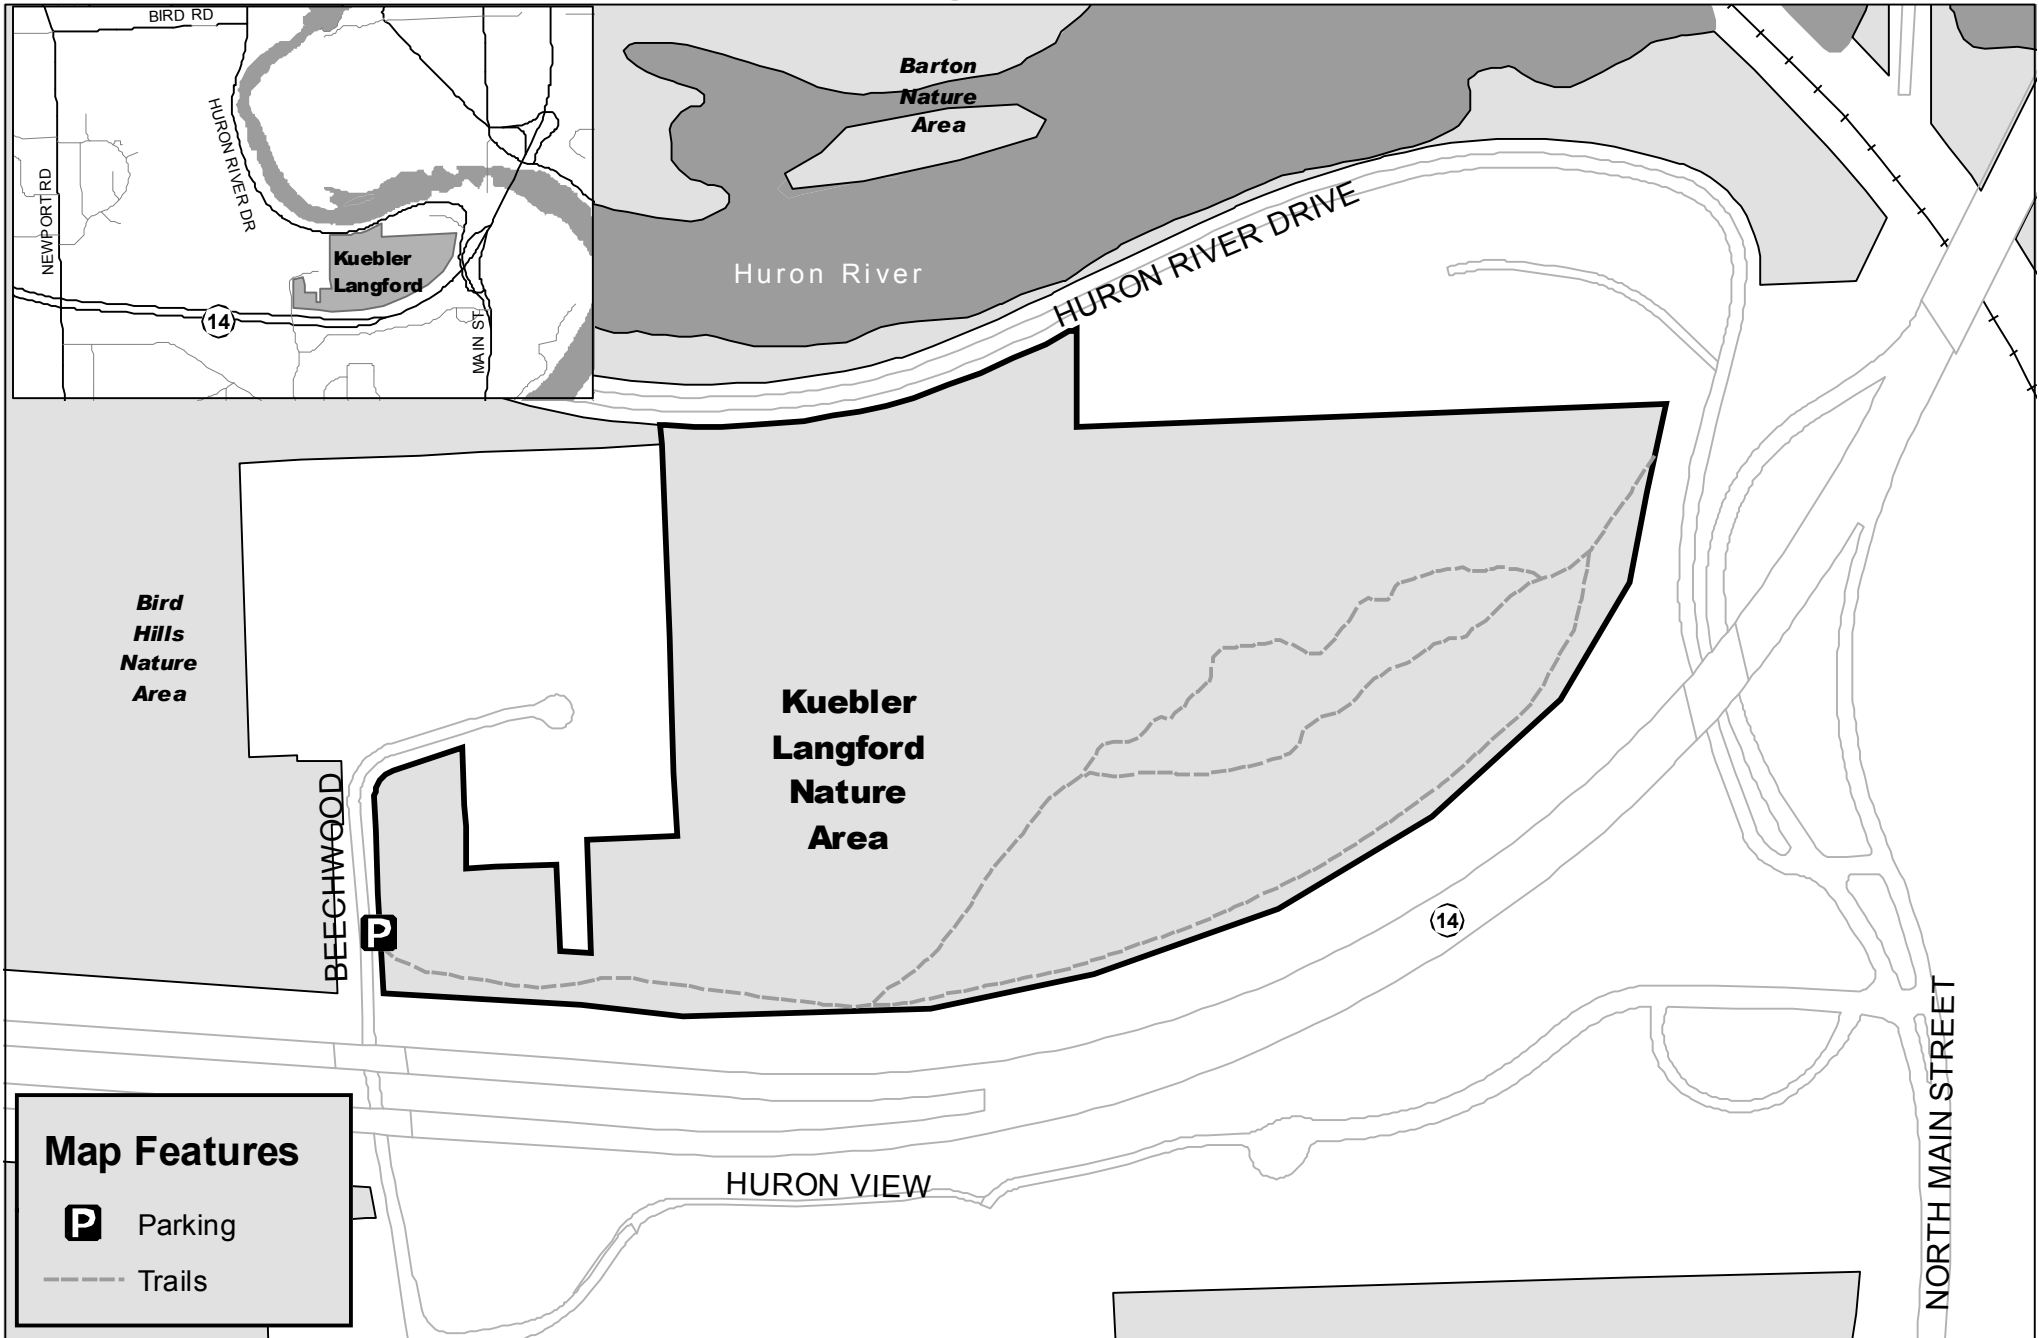 BIRD RD
HURON RIVER DR
NEWPORT RD
Kuebler
Langford
14
MAIN ST
Barton
Nature
Area
Huron River
HURON RIVER DRIVE
Bird
Hills
Nature
Area
Kuebler
Langford
Nature
Area
BEECHWOOD
P
14
HURON VIEW
NORTH MAIN STREET
Map Features
P Parking
Trails